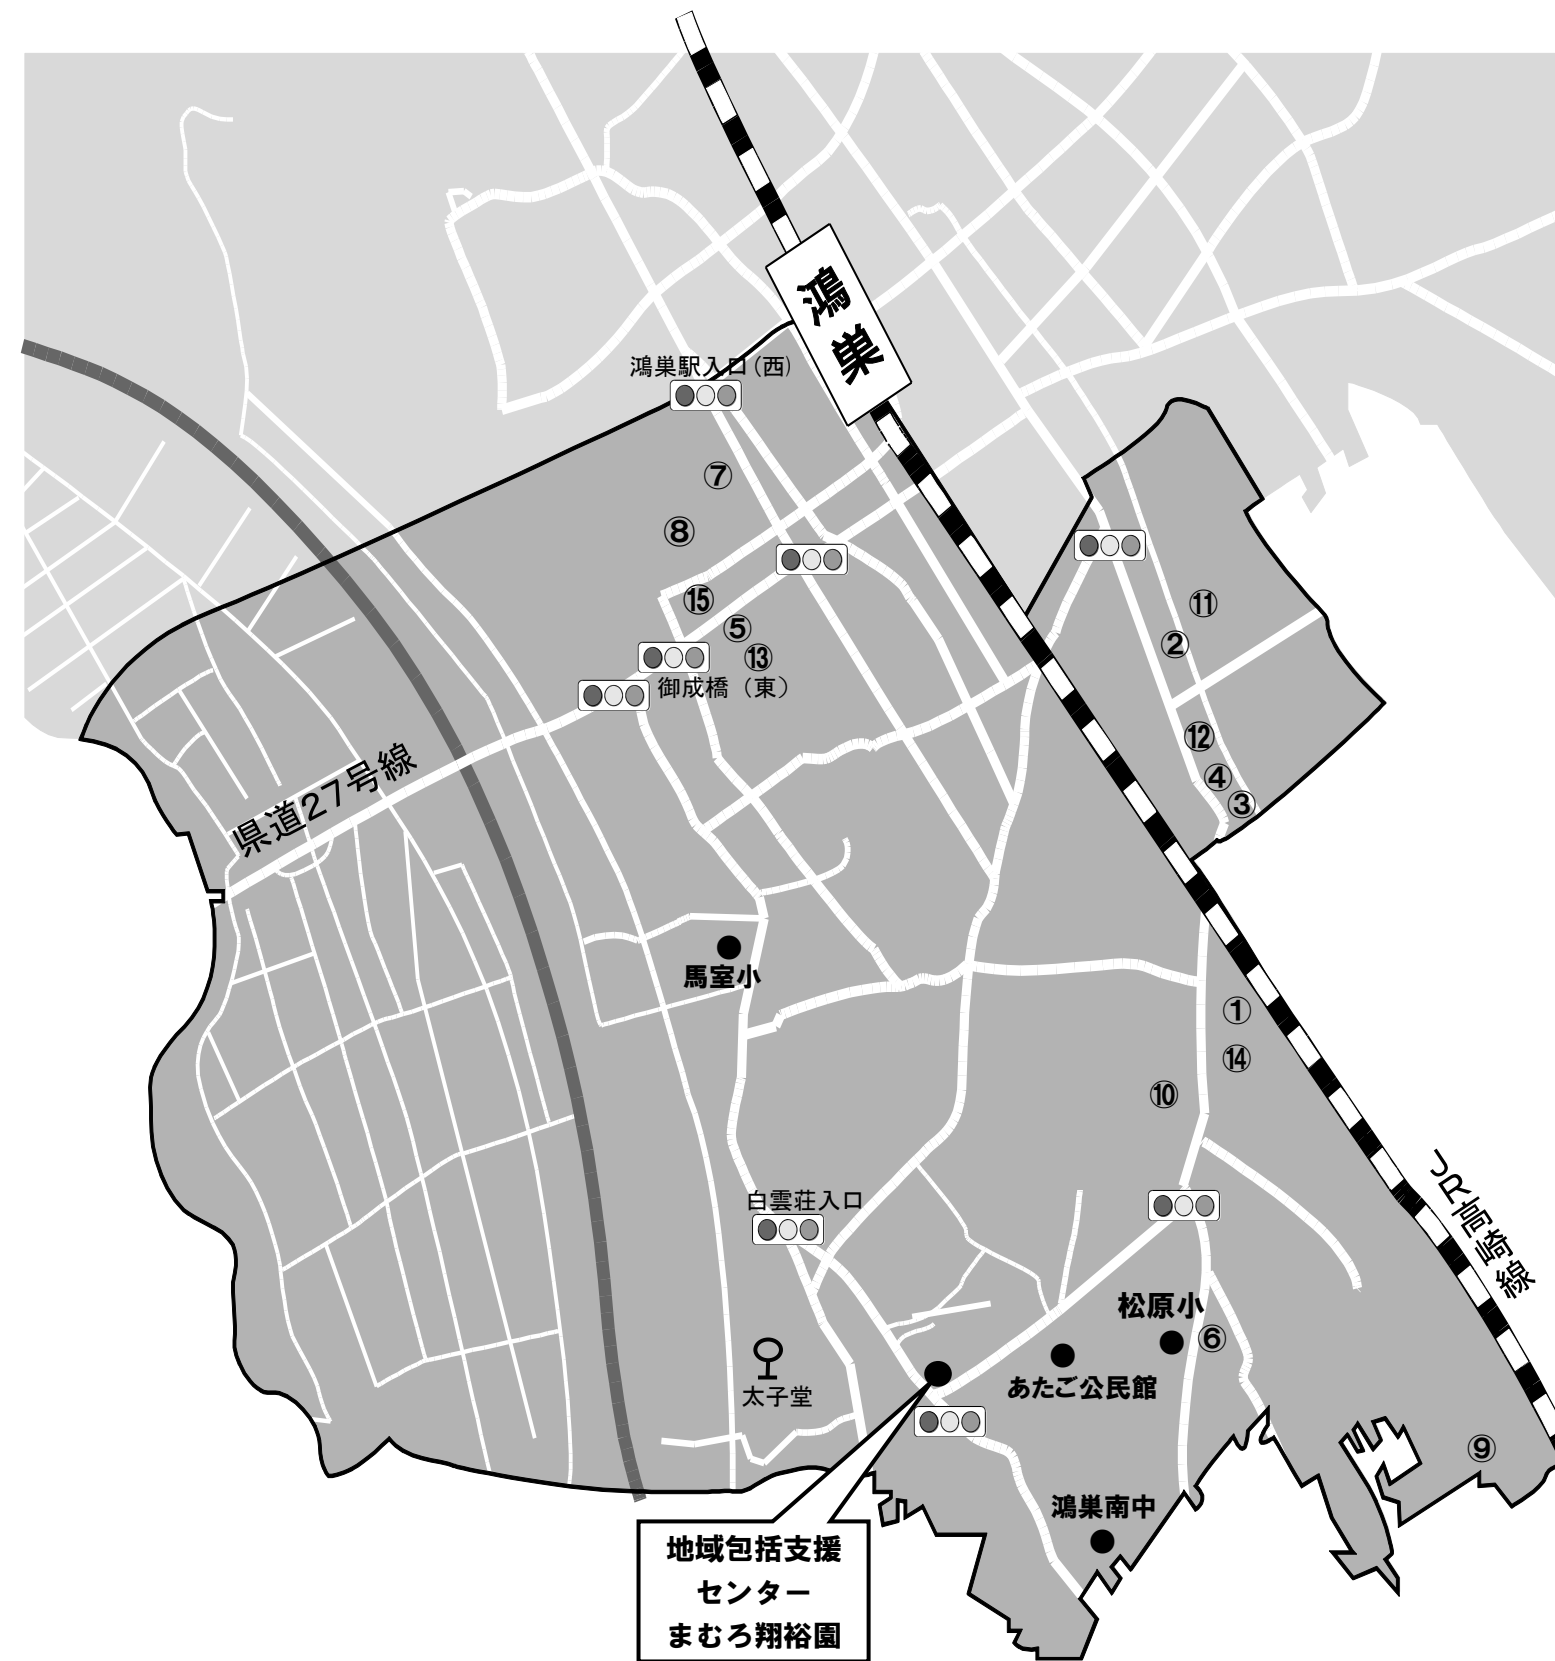 鴻巣
鴻巣駅入口(西)
⑦
⑧
⑮
⑤
⑬
御成橋（東）
⑪
②
⑫
④
③
県道27号線
馬室小
①
⑭
⑩
JR高崎線
白雲荘入口
松原小
⑥
あたご公民館
太子堂
⑨
鴻巣南中
地域包括支援
センター
まむろ翔裕園